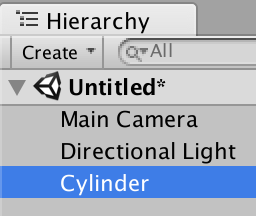 Hierarchy
Create All
Untitled*
Main Camera
Directional Light
Cylinder